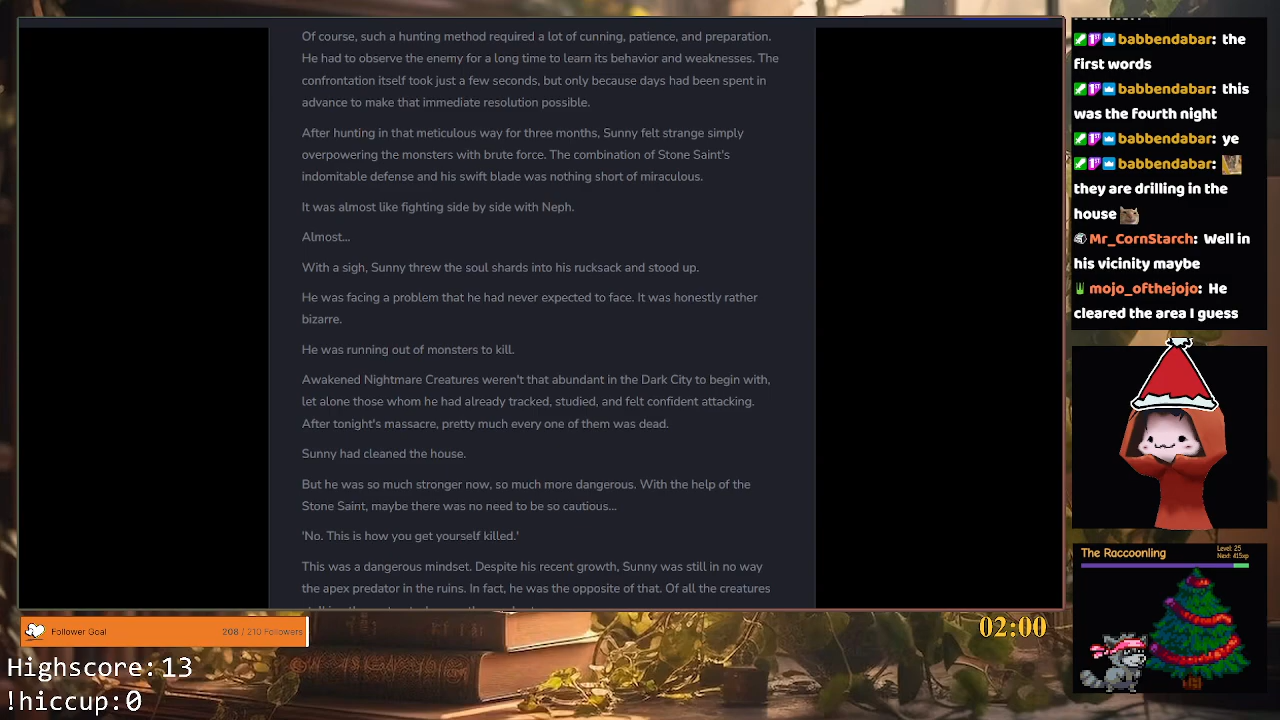 Of course, such a hunting method required a lot of cunning, patience, and preparation.
He had to observe the enemy for a long time to learn its behavior and weaknesses. The
confrontation itself took just a few seconds, but only because days had been spent in
advance to make that immediate resolution possible.
After hunting in that meticulous way for three months, Sunny felt strange simply
overpowering the monsters with brute force. The combination of Stone Saint's
indomitable defense and his swift blade was nothing short of miraculous.
It was almost like fighting side by side with Neph.
Almost...
With a sigh, Sunny threw the soul shards into his rucksack and stood up.
He was facing a problem that he had never expected to face. It was honestly rather
bizarre.
He was running out of monsters to kill.
Awakened Nightmare Creatures weren't that abundant in the Dark City to begin with,
let alone those whom he had already tracked, studied, and felt confident attacking.
After tonight's massacre, pretty much every one of them was dead.
Sunny had cleaned the house.
But he was so much stronger now, so much more dangerous. With the help of the
Stone Saint, maybe there was no need to be so cautious...
'No. This is how you get yourself killed.'
This was a dangerous mindset. Despite his recent growth, Sunny was still in no way
the apex predator in the ruins. In fact, he was the opposite of that. Of all the creatures
babbendabar: the
first words
babbendabar: this
was the fourth night
babbendabar: ye
babbendabar:
they are drilling in the
house
Mr_CornStarch: Well in
his vicinity maybe
mojo_ofthejojo: He
cleared the area I guess
The Raccoonling
Level: 25
Next: 415xp
Follower Goal
208 / 210 Followers
02:00
Highscore:13
!hiccup:0